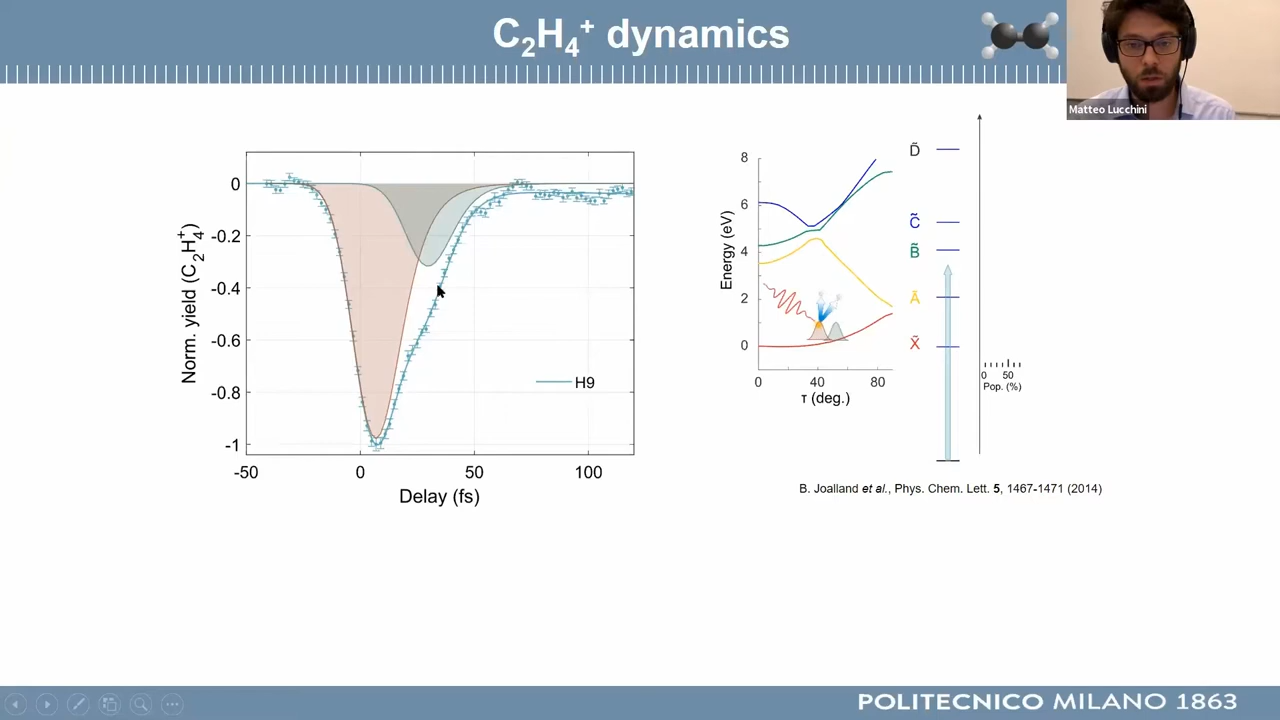 C₂H₄⁺ dynamics
Matteo Lucchini
Norm. yield (C₂H₄⁺)
0
-0.2
-0.4
-0.6
-0.8
-1
-50
0
50
100
Delay (fs)
H9
Energy (eV)
8
6
4
2
0
0
40
80
τ (deg.)
D̃
C̃
B̃
Ã
X̃
0
50
Pop. (%)
B. Joalland et al., Phys. Chem. Lett. 5, 1467-1471 (2014)
POLITECNICO MILANO 1863